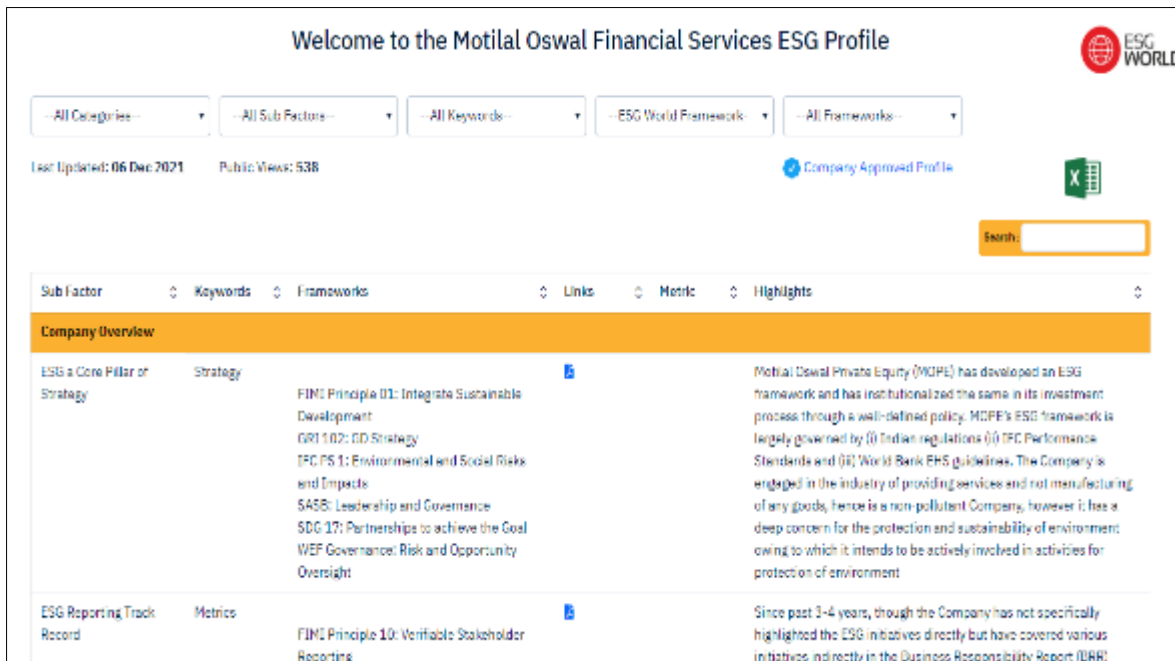 Welcome to the Motilal Oswal Financial Services ESG Profile
ESG
WORLD
--All Categories--
--All Sub Factors--
--All Keywords--
--ESG World Framework-
--All Frameworks--
Last Updated: 06 Dec 2021
Public Views: 538
Company Approved Profile
Search:
Sub Factor
Keywords
Frameworks
Links
Metric
Highlights
Company Overview
ESG a Core Pillar of
Strategy
Strategy
FIMI Principle 01: Integrate Sustainable
Development
GRI 102: GD Strategy
IFC PS 1: Environmental and Social Risks
and Impacts
SASB: Leadership and Governance
SDG 17: Partnerships to achieve the Goal
WEF Governance: Risk and Opportunity
Oversight
Motilal Oswal Private Equity (MOPE) has developed an ESG
framework and has institutionalized the same in its investment
process through a well-defined policy. MOPE's ESG framework is
largely governed by (i) Indian regulations (ii) IFC Performance
Standards and (iii) World Bank EHS guidelines. The Company is
engaged in the industry of providing services and not manufacturing
of any goods, hence is a non-pollutant Company, however it has a
deep concern for the protection and sustainability of environment
owing to which it intends to be actively involved in activities for
protection of environment
ESG Reporting Track
Record
Metrics
FIMI Principle 10: Verifiable Stakeholder
Reporting
Since past 3-4 years, though the Company has not specifically
highlighted the ESG initiatives directly but have covered various
initiatives indirectly in the Business Responsibility Report (BRR)